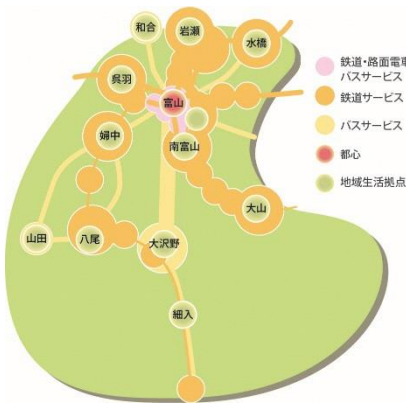 和合
岩瀬
水橋
呉羽
富山
婦中
南富山
山田
八尾
大沢野
大山
細入
鉄道・路面電車
バスサービス
鉄道サービス
バスサービス
都心
地域生活拠点